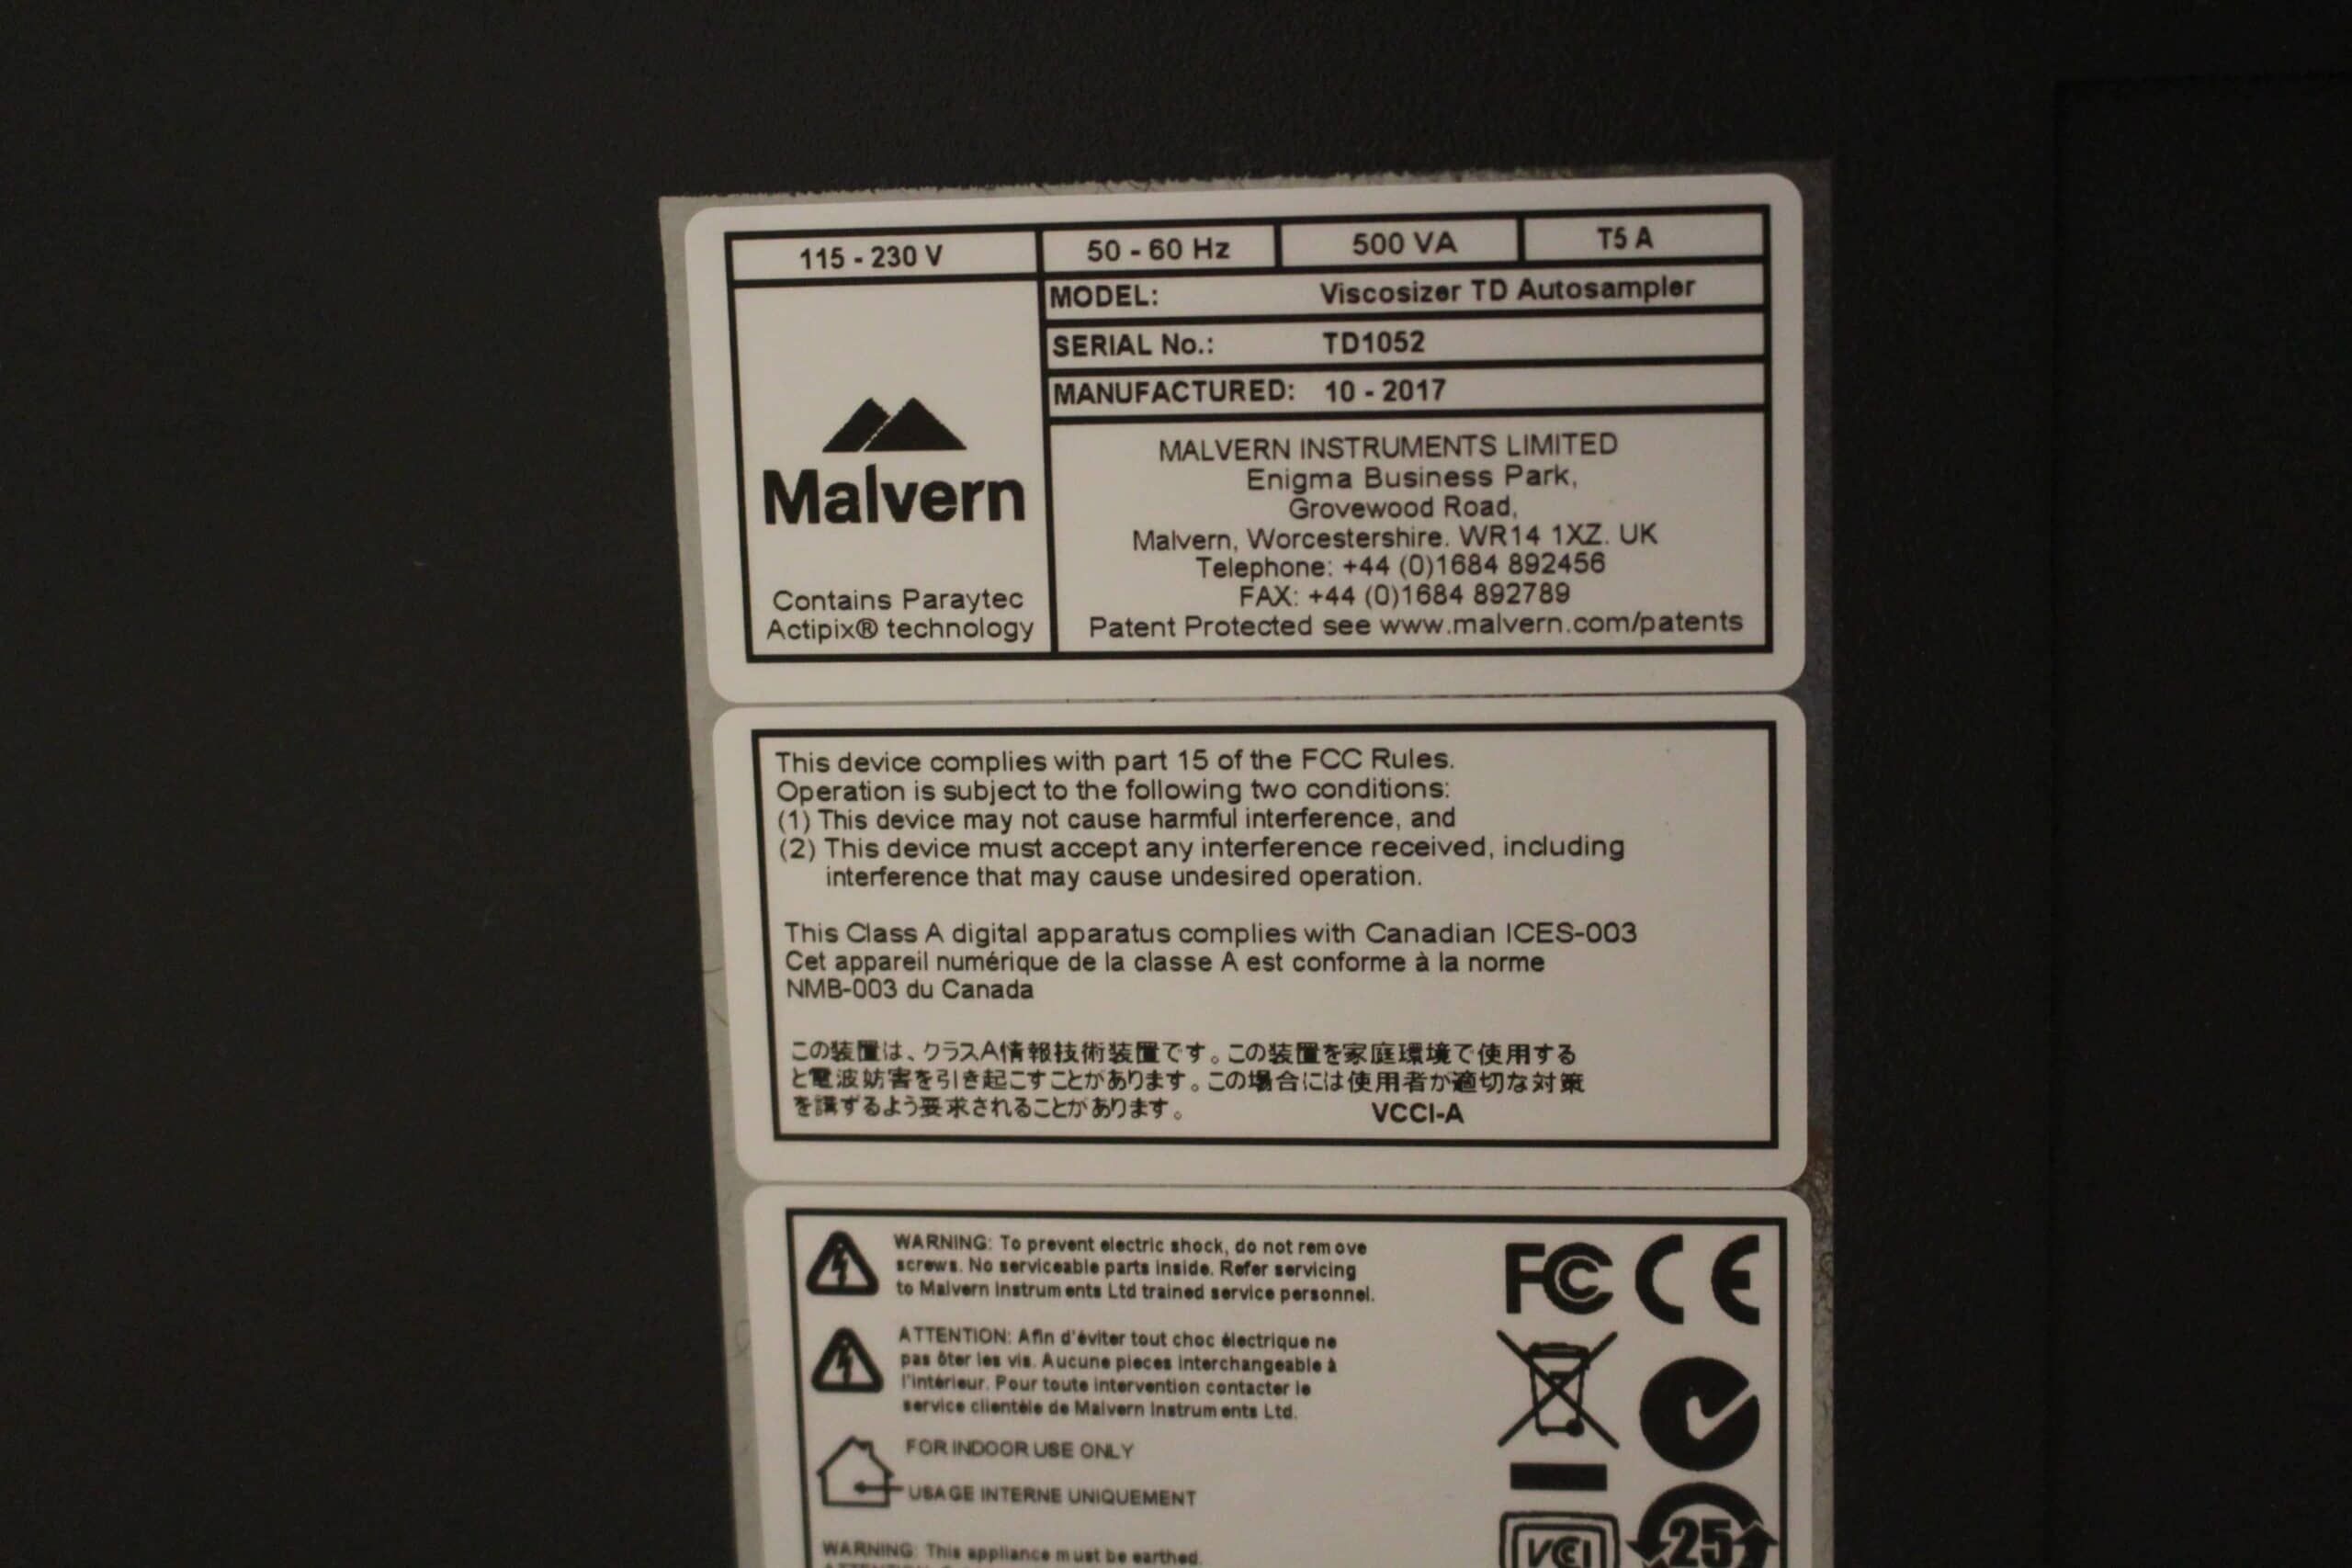 115 - 230 V 50 - 60 Hz 500 VA T5 A
MODEL: Viscosizer TD Autosampler
SERIAL No.: TD1052
MANUFACTURED: 10 - 2017
Malvern
Contains Paraytec
Actipix® technology
MALVERN INSTRUMENTS LIMITED
Enigma Business Park,
Grovewood Road,
Malvern, Worcestershire. WR14 1XZ. UK
Telephone: +44 (0)1684 892456
FAX: +44 (0)1684 892789
Patent Protected see www.malvern.com/patents
This device complies with part 15 of the FCC Rules.
Operation is subject to the following two conditions:
(1) This device may not cause harmful interference, and
(2) This device must accept any interference received, including
interference that may cause undesired operation.
This Class A digital apparatus complies with Canadian ICES-003
Cet appareil numérique de la classe A est conforme à la norme
NMB-003 du Canada
この装置は、クラスA情報技術装置です。この装置を家庭環境で使用する
と電波妨害を引き起こすことがあります。この場合には使用者が適切な対策
を講ずるよう要求されることがあります。 VCCI-A
WARNING: To prevent electric shock, do not remove
screws. No serviceable parts inside. Refer servicing
to Malvern Instruments Ltd trained service personnel.
ATTENTION: Afin d'éviter tout choc électrique ne
pas ôter les vis. Aucune pieces interchangeable à
l'intérieur. Pour toute intervention contacter le
service clientèle de Malvern Instruments Ltd.
FOR INDOOR USE ONLY
USAGE INTERNE UNIQUEMENT
WARNING: This appliance must be earthed.
FC CE
VCCI
25